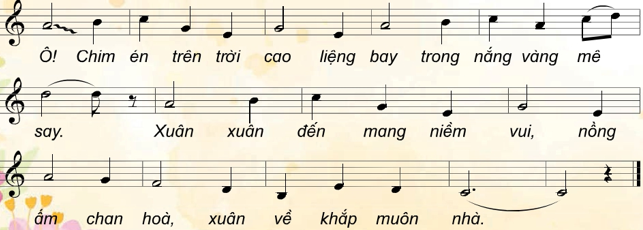 Ô! Chim én trên trời cao liệng bay trong nắng vàng mê
say. Xuân xuân đến mang niềm vui, nồng
ấm chan hoà, xuân về khắp muôn nhà.